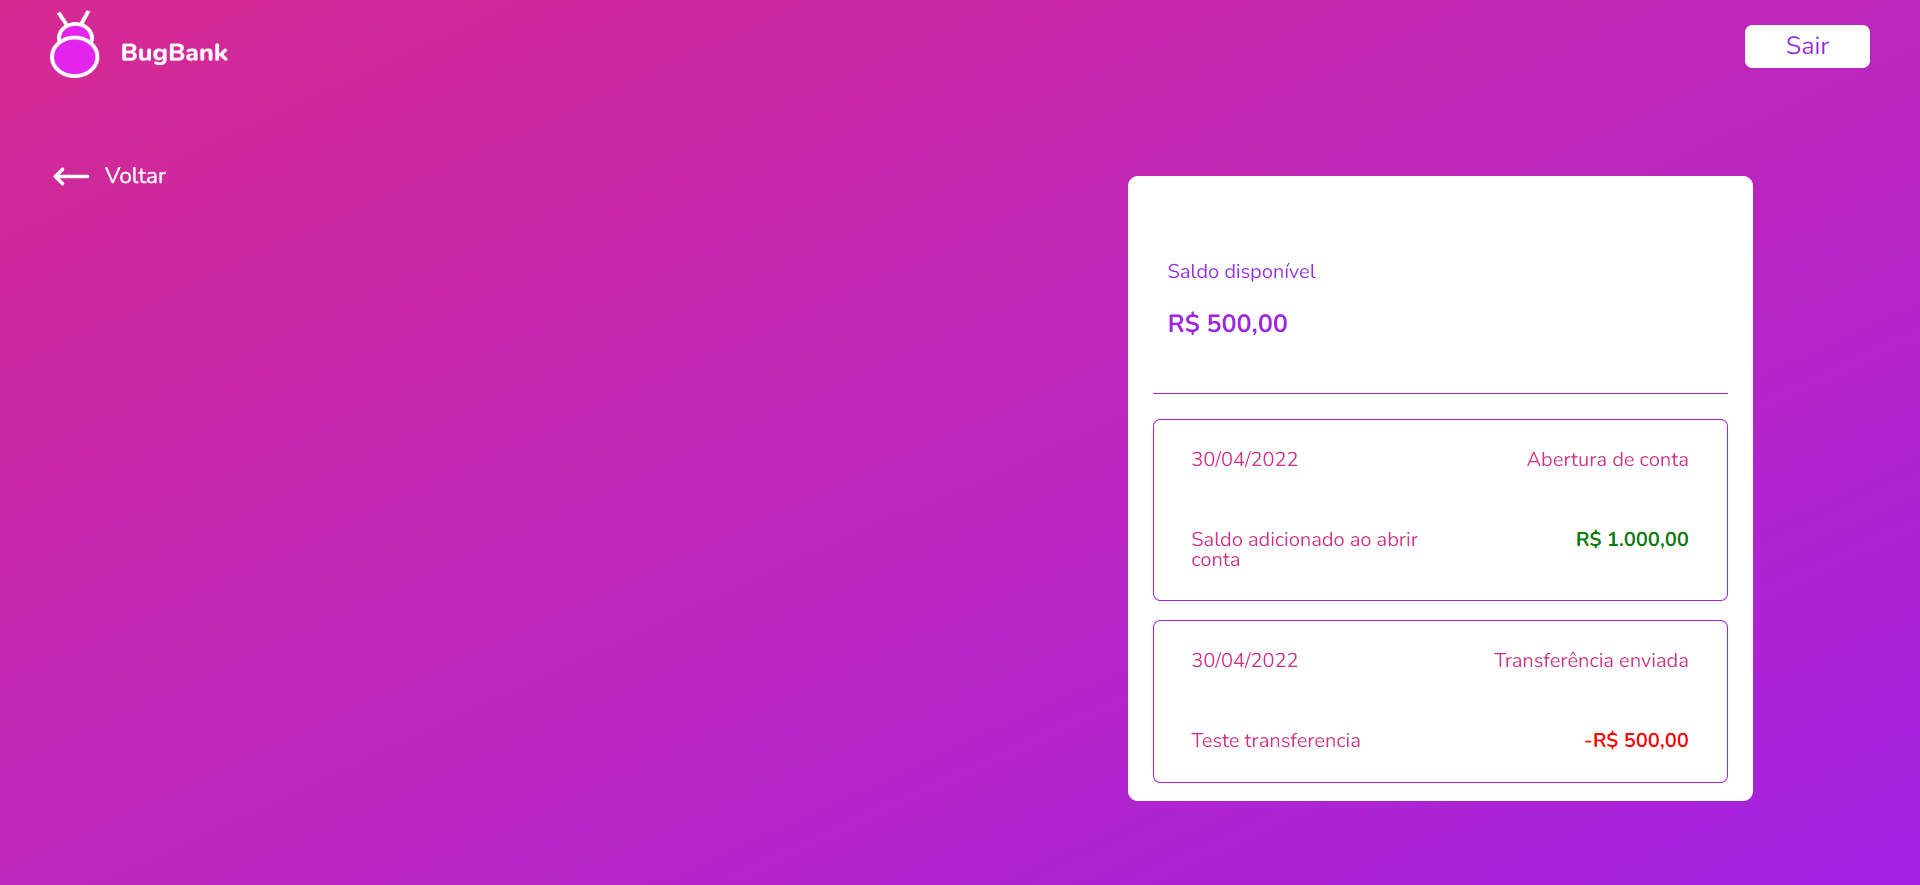 BugBank
Sair
Voltar
Saldo disponível
R$ 500,00
30/04/2022
Abertura de conta
Saldo adicionado ao abrir
conta
R$ 1.000,00
30/04/2022
Transferência enviada
Teste transferencia
-R$ 500,00